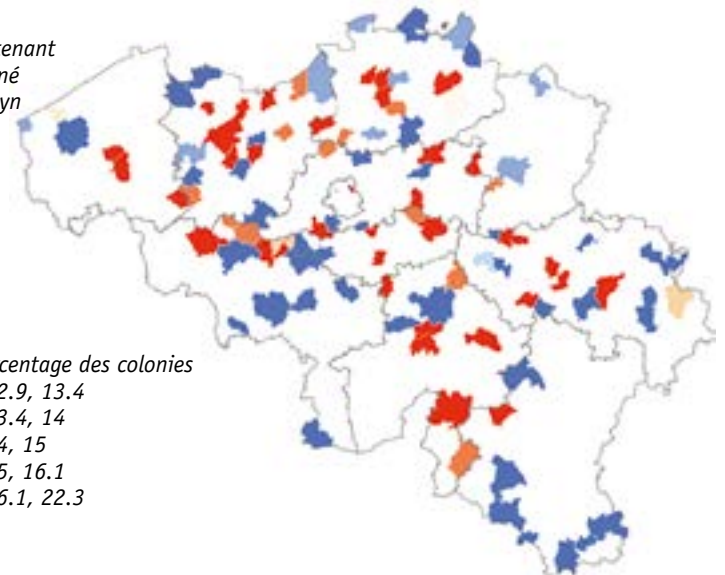 enant
né
yn
centage des colonies
2.9, 13.4
3.4, 14
4, 15
5, 16.1
6.1, 22.3